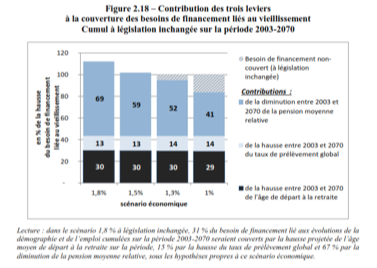 Figure 2.18 – Contribution des trois leviers
à la couverture des besoins de financement liés au vieillissement
Cumul à législation inchangée sur la période 2003-2070
en % de la hausse
du besoin de financement
liée au vieillissement
120
100
80
60
40
20
-
69
59
52
41
13
13
14
14
30
30
30
29
1,8%
1,5%
1,3%
1%
scénario économique
Besoin de financement non-
couvert (à législation
inchangée)
Contributions :
de la diminution entre 2003 et
2070 de la pension moyenne
relative
de la hausse entre 2003 et 2070
du taux de prélèvement global
de la hausse entre 2003 et 2070
de l'âge de départ à la retraite
Lecture : dans le scénario 1,8 % à législation inchangée, 31 % du besoin de financement lié aux évolutions de la
démographie et de l'emploi cumulées sur la période 2003-2070 seraient couverts par la hausse projetée de l'âge
moyen de départ à la retraite sur la période, 15 % par la hausse du taux de prélèvement global et 67 % par la
diminution de la pension moyenne relative, sous les hypothèses propres à ce scénario économique.